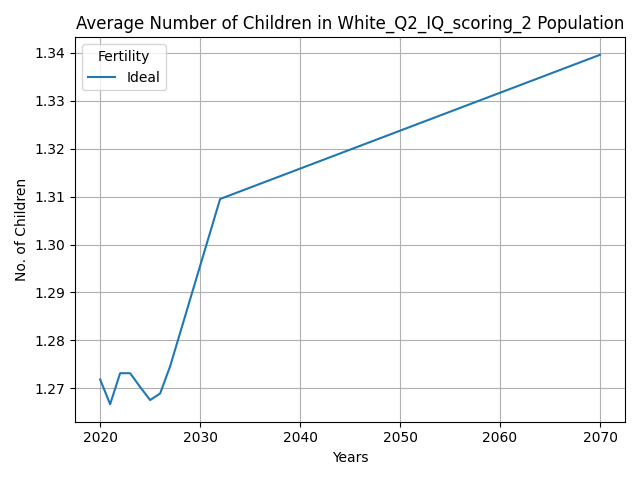 Average Number of Children in White_Q2_IQ_scoring_2 Population
Fertility
Ideal
No. of Children
1.34
1.33
1.32
1.31
1.30
1.29
1.28
1.27
2020 2030 2040 2050 2060 2070
Years